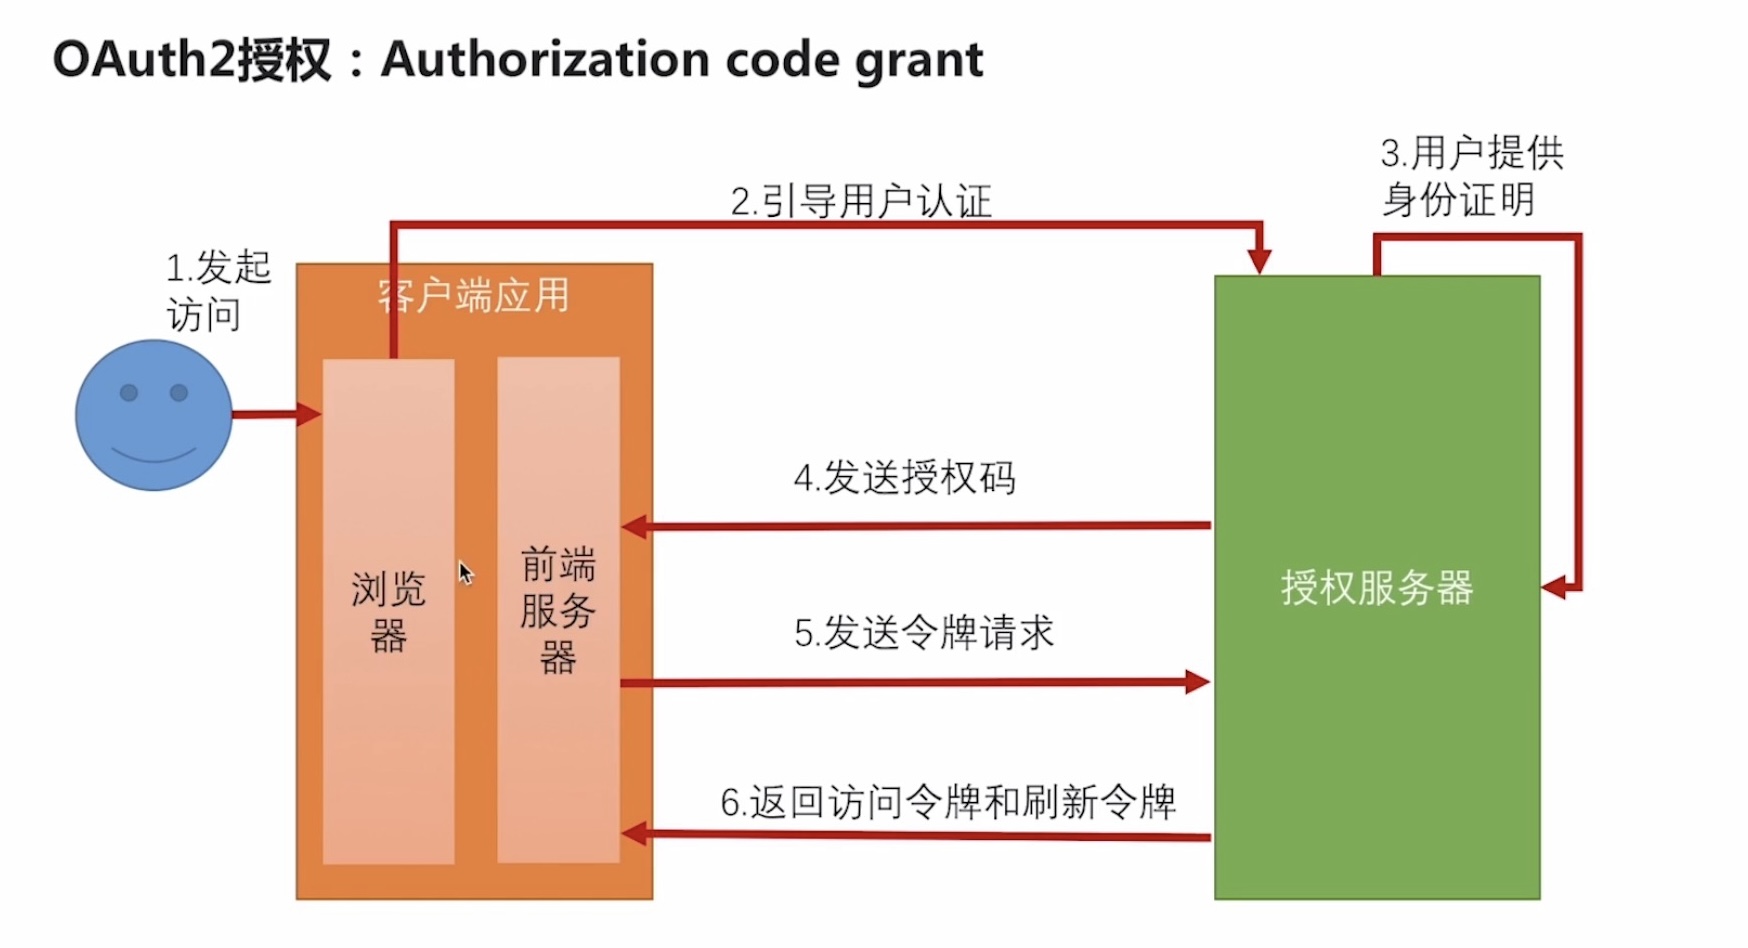 OAuth2授权：Authorization code grant
3.用户提供
身份证明
2.引导用户认证
1.发起
访问
客户端应用
4.发送授权码
浏览
器
前端
服务
器
授权服务器
5.发送令牌请求
6.返回访问令牌和刷新令牌